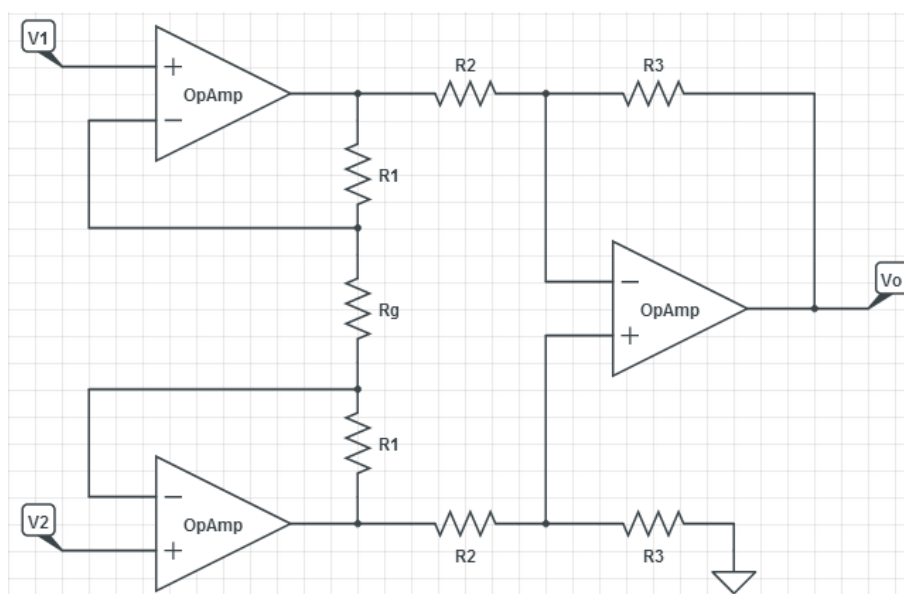 V1
+
OpAmp
−
R2
R3
R1
Rg
−
OpAmp
+
Vo
R1
−
OpAmp
V2
+
R2
R3